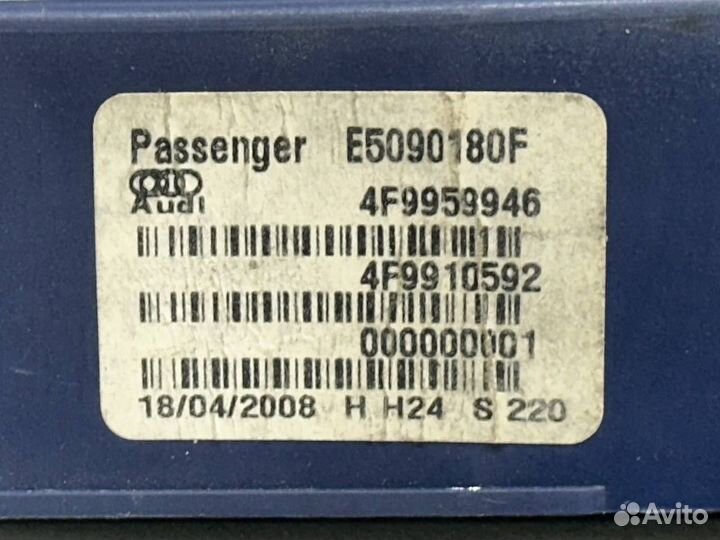 Passenger E5090180F
Audi 4F9959946
4F9910592
000000001
18/04/2008 H H24 S 220
Avito